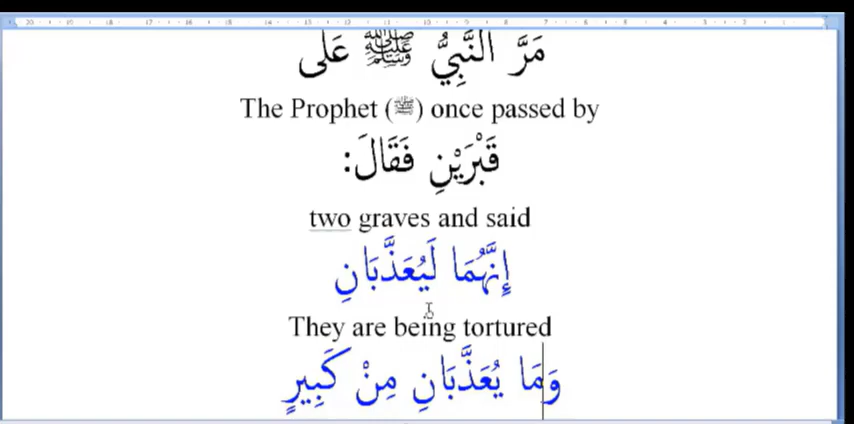 مَرَّ النَّبِيُّ ﷺ عَلَى
The Prophet (ﷺ) once passed by
قَبْرَيْنِ فَقَالَ:
two graves and said
إِنَّهُمَا لَيُعَذَّبَانِ
They are being tortured
وَمَا يُعَذَّبَانِ مِنْ كَبِيرٍ